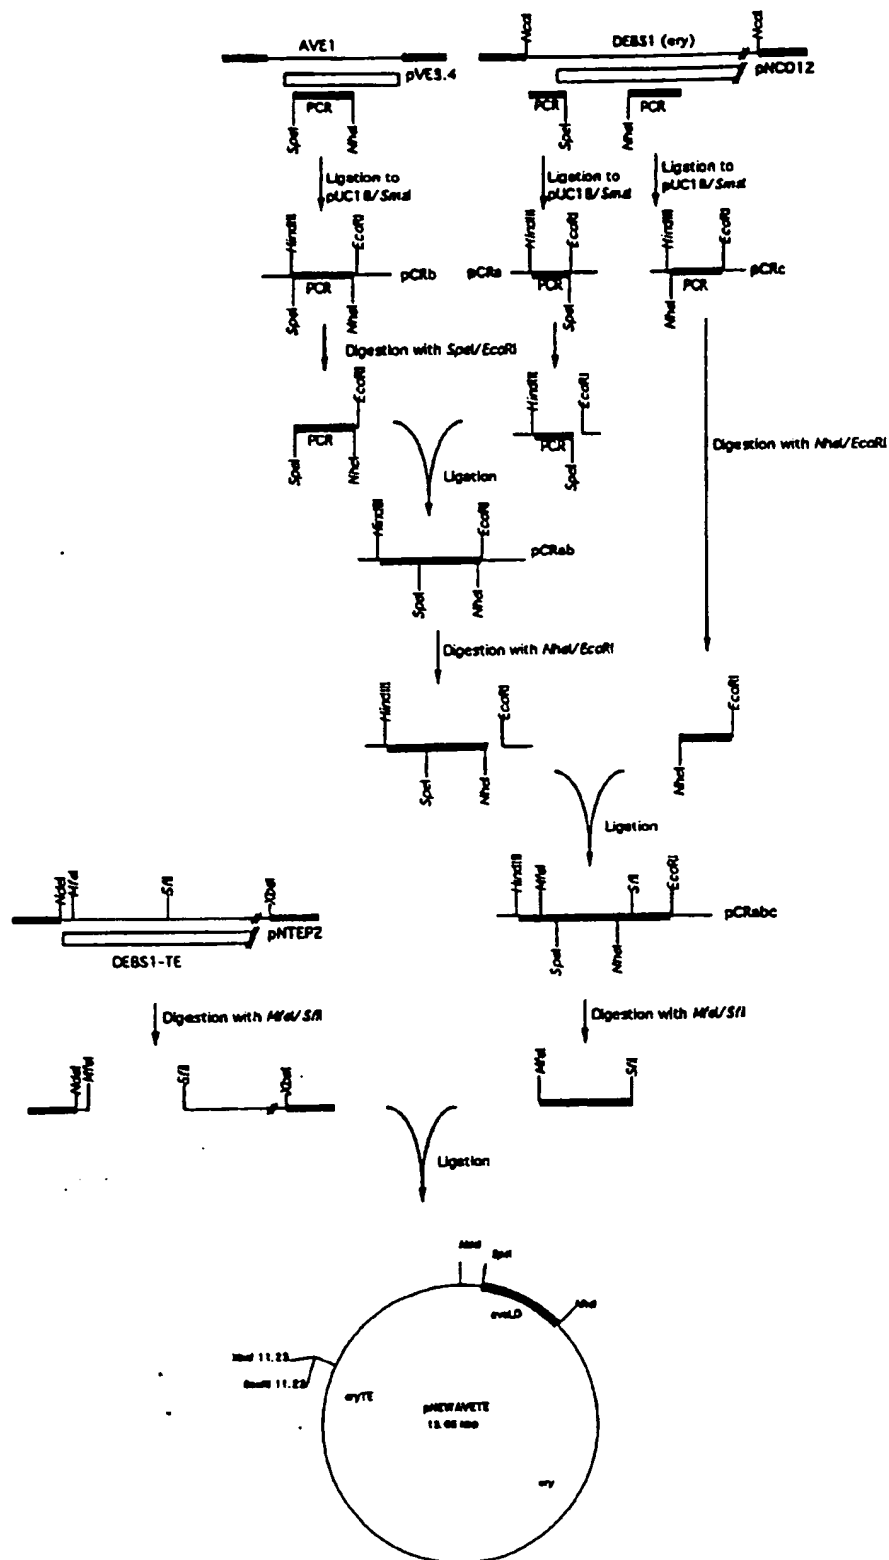 NcoI
NcoI
AVE1
DEBS1 (ery)
pVE3.4
pNCO12
PCR
PCR
PCR
SpeI
NheI
SpeI
NheI
Ligation to
pUC18/SmaI
Ligation to
pUC18/SmaI
Ligation to
pUC18/SmaI
HindIII
EcoRI
HindIII
EcoRI
HindIII
EcoRI
pCRb
pCRa
pCRc
PCR
PCR
PCR
SpeI
NheI
SpeI
NheI
Digestion with SpeI/EcoRI
EcoRI
HindIII
EcoRI
PCR
PCR
SpeI
NheI
SpeI
Digestion with NheI/EcoRI
Ligation
HindIII
EcoRI
pCRab
SpeI
NheI
Digestion with NheI/EcoRI
HindIII
EcoRI
EcoRI
SpeI
NheI
NheI
Ligation
NdeI
MfeI
SfiI
XbaI
HindIII
MfeI
SfiI
EcoRI
pNTEP2
pCRabc
DEBS1-TE
SpeI
NheI
Digestion with MfeI/SfiI
Digestion with MfeI/SfiI
NdeI
MfeI
SfiI
XbaI
MfeI
SfiI
Ligation
SpeI
NheI
aveLD
XbaI 11.23
eryTE
pNEWAVETE
ery